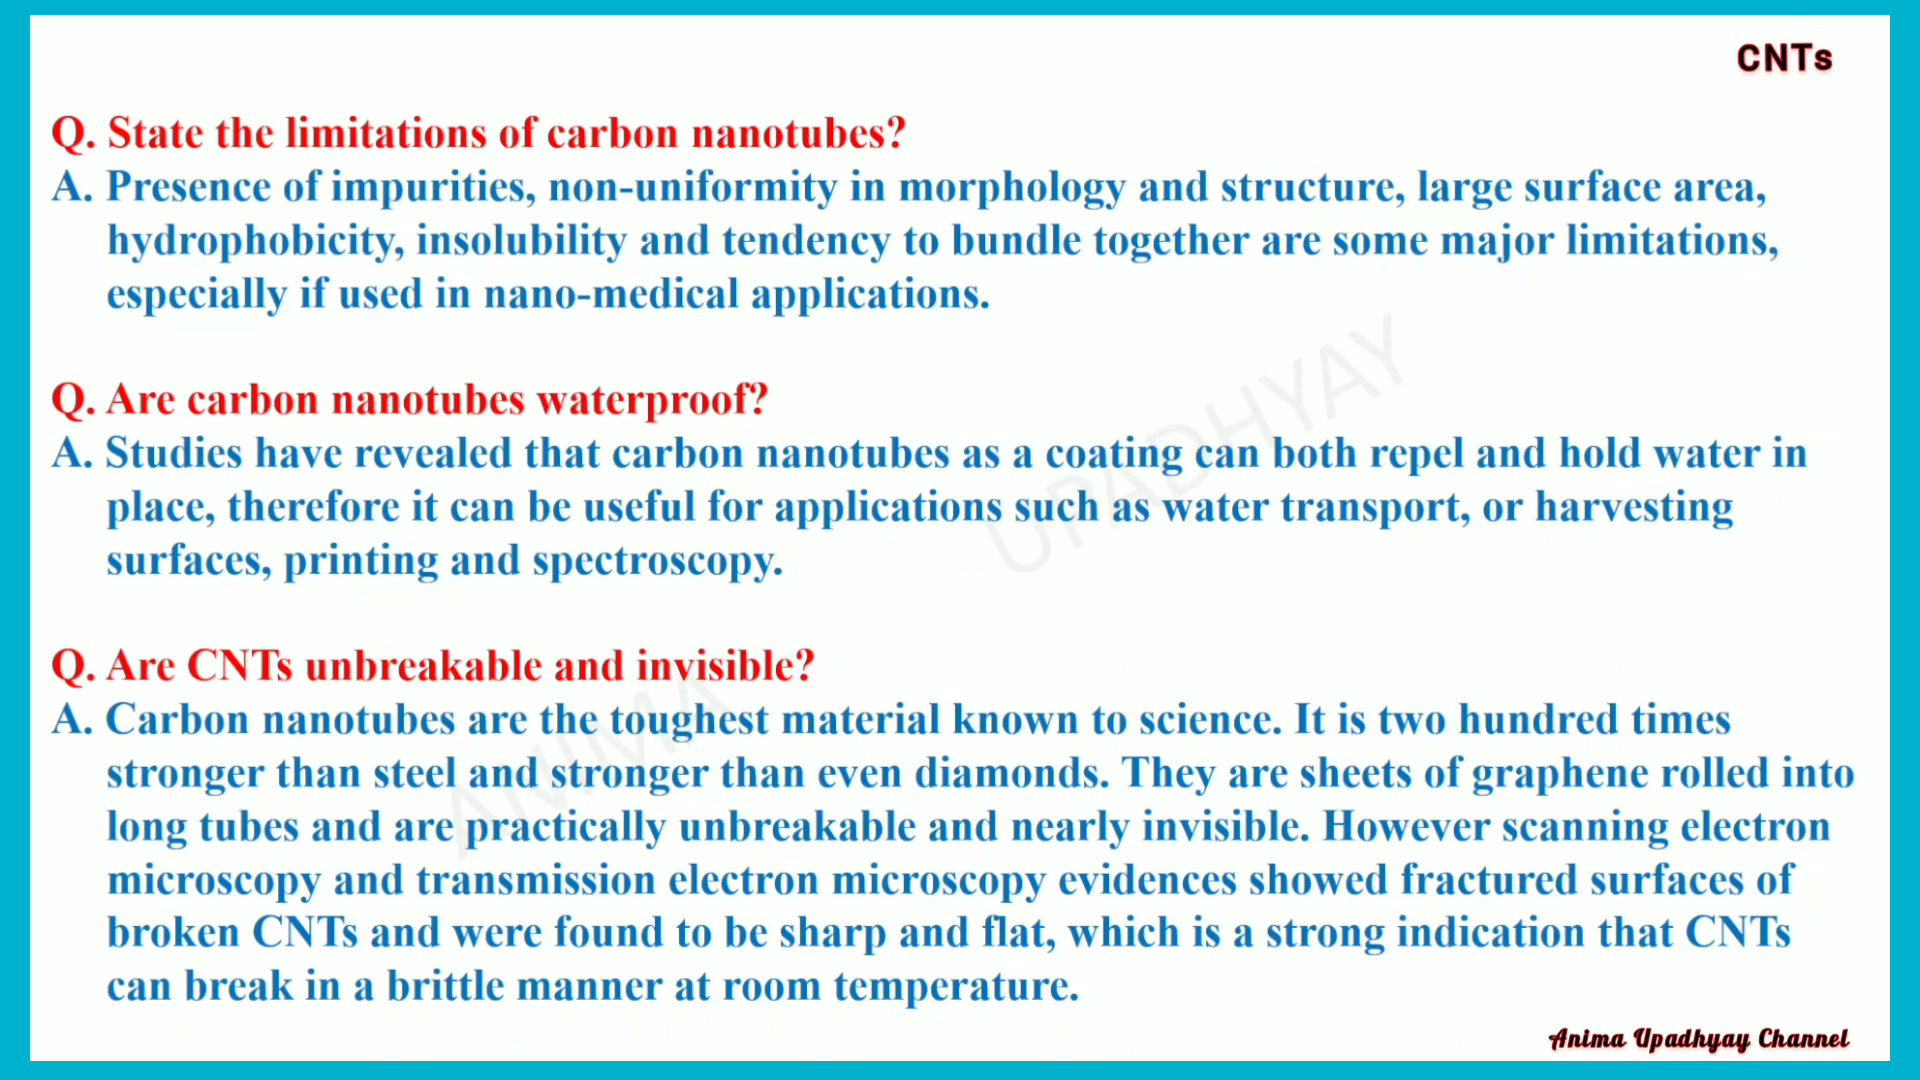 CNTs
Q. State the limitations of carbon nanotubes?
A. Presence of impurities, non-uniformity in morphology and structure, large surface area,
hydrophobicity, insolubility and tendency to bundle together are some major limitations,
especially if used in nano-medical applications.
Q. Are carbon nanotubes waterproof?
A. Studies have revealed that carbon nanotubes as a coating can both repel and hold water in
place, therefore it can be useful for applications such as water transport, or harvesting
surfaces, printing and spectroscopy.
Q. Are CNTs unbreakable and invisible?
A. Carbon nanotubes are the toughest material known to science. It is two hundred times
stronger than steel and stronger than even diamonds. They are sheets of graphene rolled into
long tubes and are practically unbreakable and nearly invisible. However scanning electron
microscopy and transmission electron microscopy evidences showed fractured surfaces of
broken CNTs and were found to be sharp and flat, which is a strong indication that CNTs
can break in a brittle manner at room temperature.
ANIMA UPADHYAY
Anima Upadhyay Channel